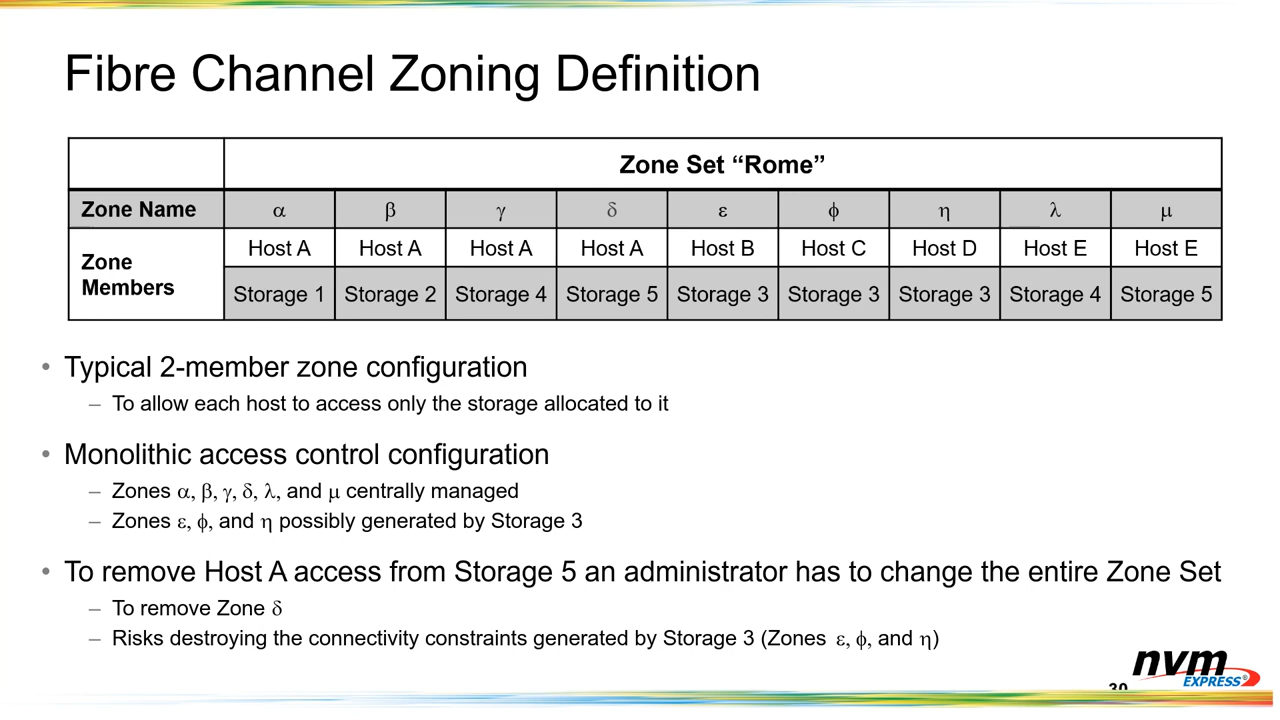 Fibre Channel Zoning Definition
Zone Set “Rome”
Zone Name α β γ δ ε ϕ η λ μ
Zone Members Host A Host A Host A Host A Host B Host C Host D Host E Host E
Storage 1 Storage 2 Storage 4 Storage 5 Storage 3 Storage 3 Storage 3 Storage 4 Storage 5
• Typical 2-member zone configuration
– To allow each host to access only the storage allocated to it
• Monolithic access control configuration
– Zones α, β, γ, δ, λ, and μ centrally managed
– Zones ε, ϕ, and η possibly generated by Storage 3
• To remove Host A access from Storage 5 an administrator has to change the entire Zone Set
– To remove Zone δ
– Risks destroying the connectivity constraints generated by Storage 3 (Zones ε, ϕ, and η)
nvm
EXPRESS®
30